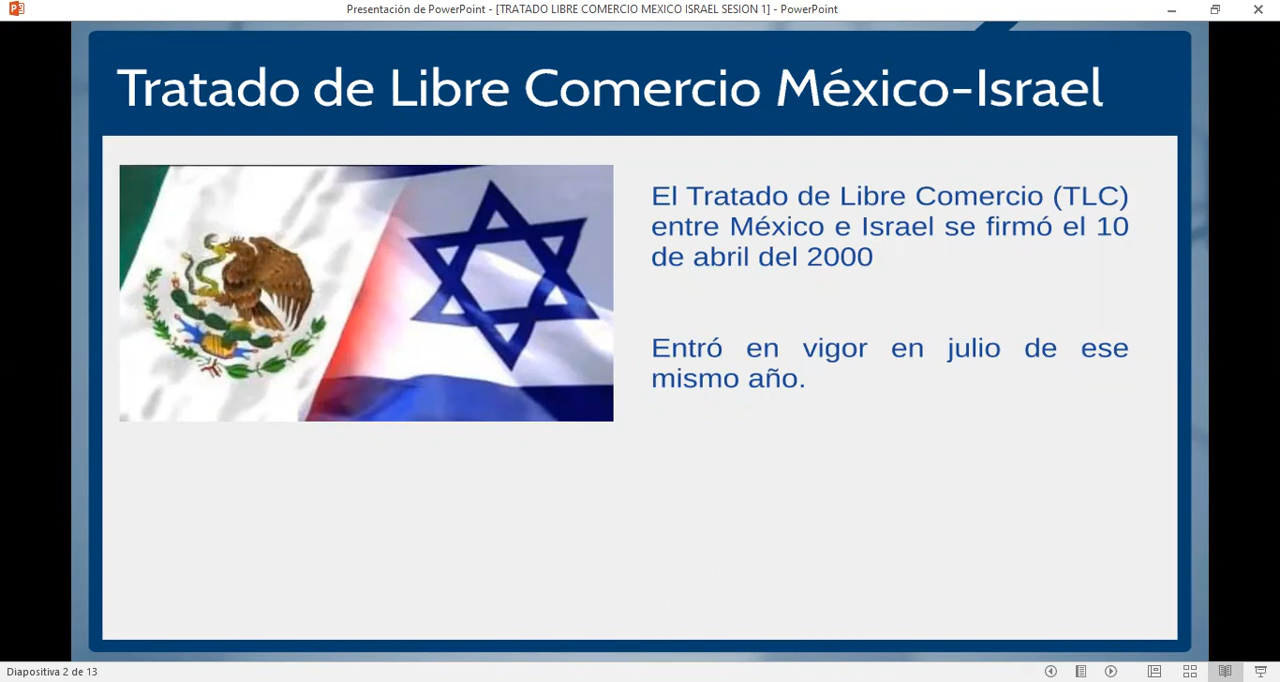 Presentación de PowerPoint - [TRATADO LIBRE COMERCIO MEXICO ISRAEL SESION 1] - PowerPoint
Tratado de Libre Comercio México-Israel
El Tratado de Libre Comercio (TLC)
entre México e Israel se firmó el 10
de abril del 2000
Entró en vigor en julio de ese
mismo año.
Diapositiva 2 de 13